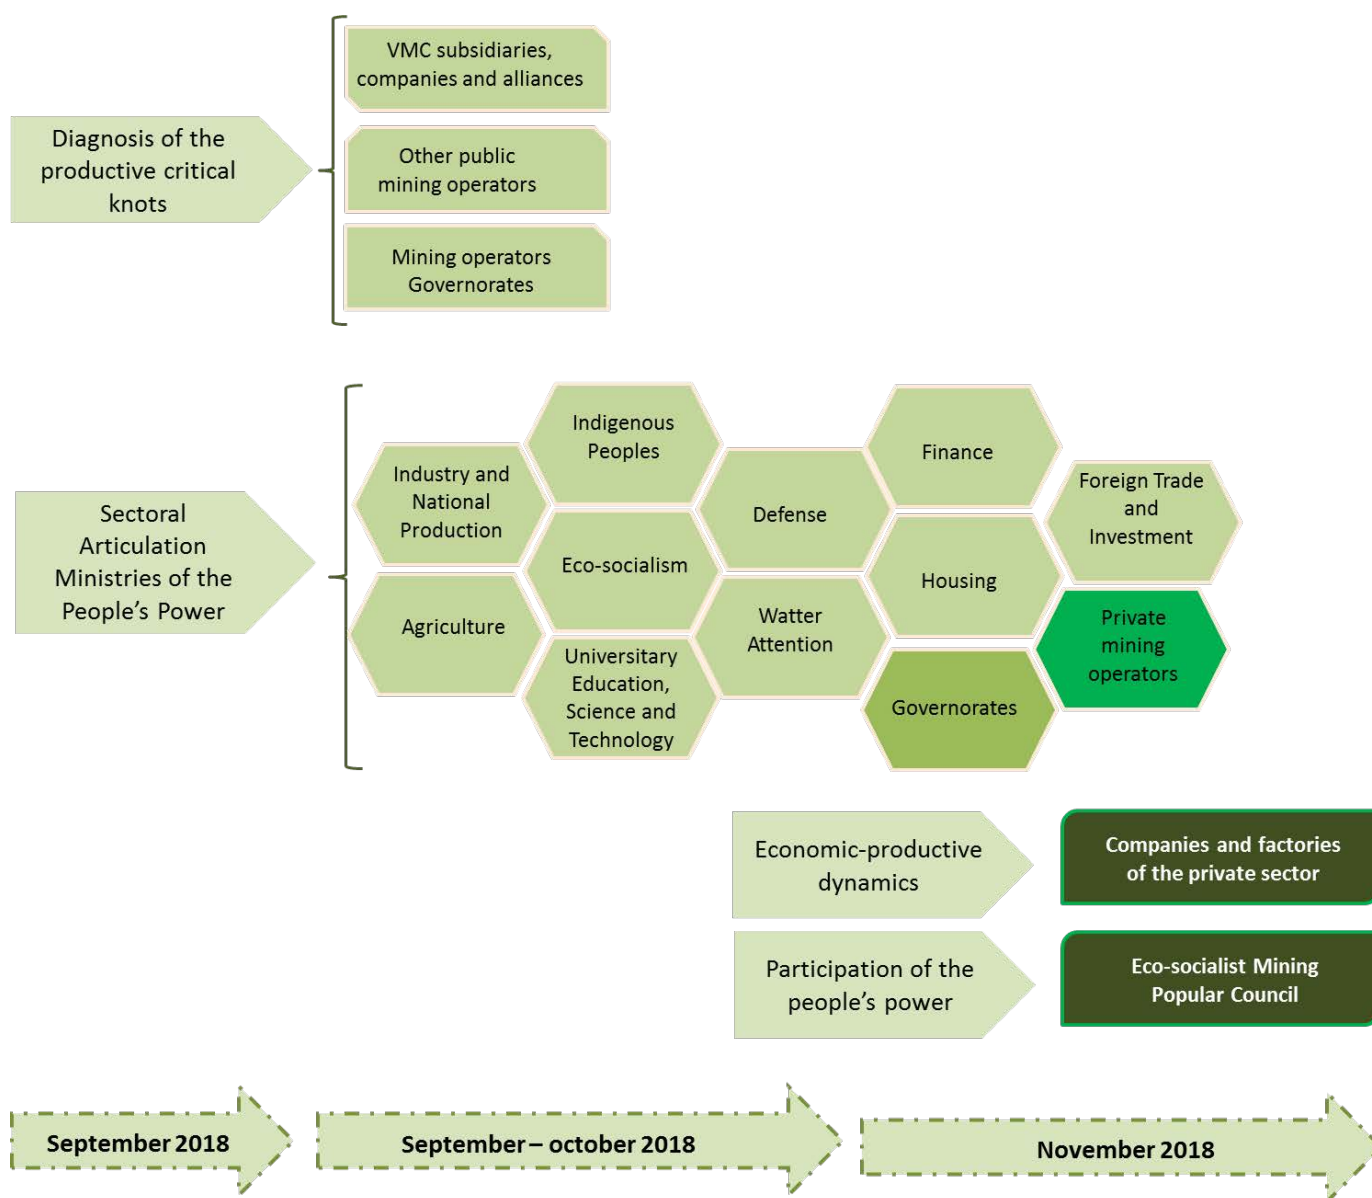 Diagnosis of the
productive critical
knots
VMC subsidiaries,
companies and alliances
Other public
mining operators
Mining operators
Governorates
Sectoral
Articulation
Ministries of the
People’s Power
Industry and
National
Production
Agriculture
Indigenous
Peoples
Eco-socialism
Universitary
Education,
Science and
Technology
Defense
Watter
Attention
Finance
Housing
Governorates
Foreign Trade
and
Investment
Private
mining
operators
Economic-productive
dynamics
Companies and factories
of the private sector
Participation of the
people’s power
Eco-socialist Mining
Popular Council
September 2018
September – october 2018
November 2018